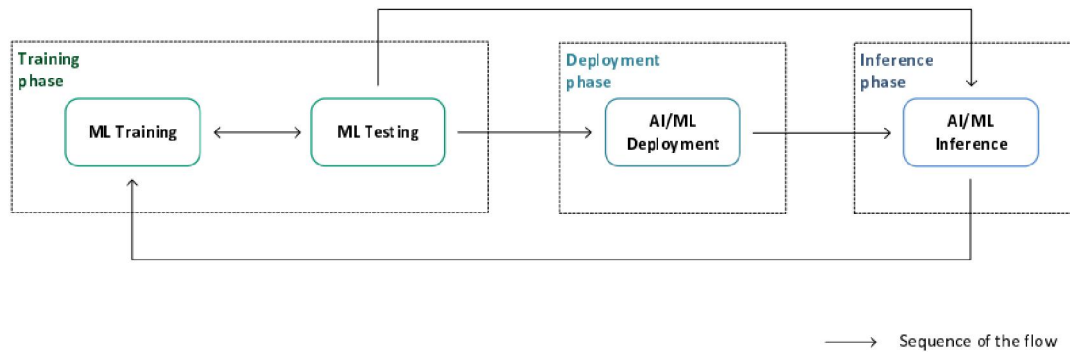 Training
phase
Deployment
phase
Inference
phase
ML Training
ML Testing
AI/ML
Deployment
AI/ML
Inference
Sequence of the flow